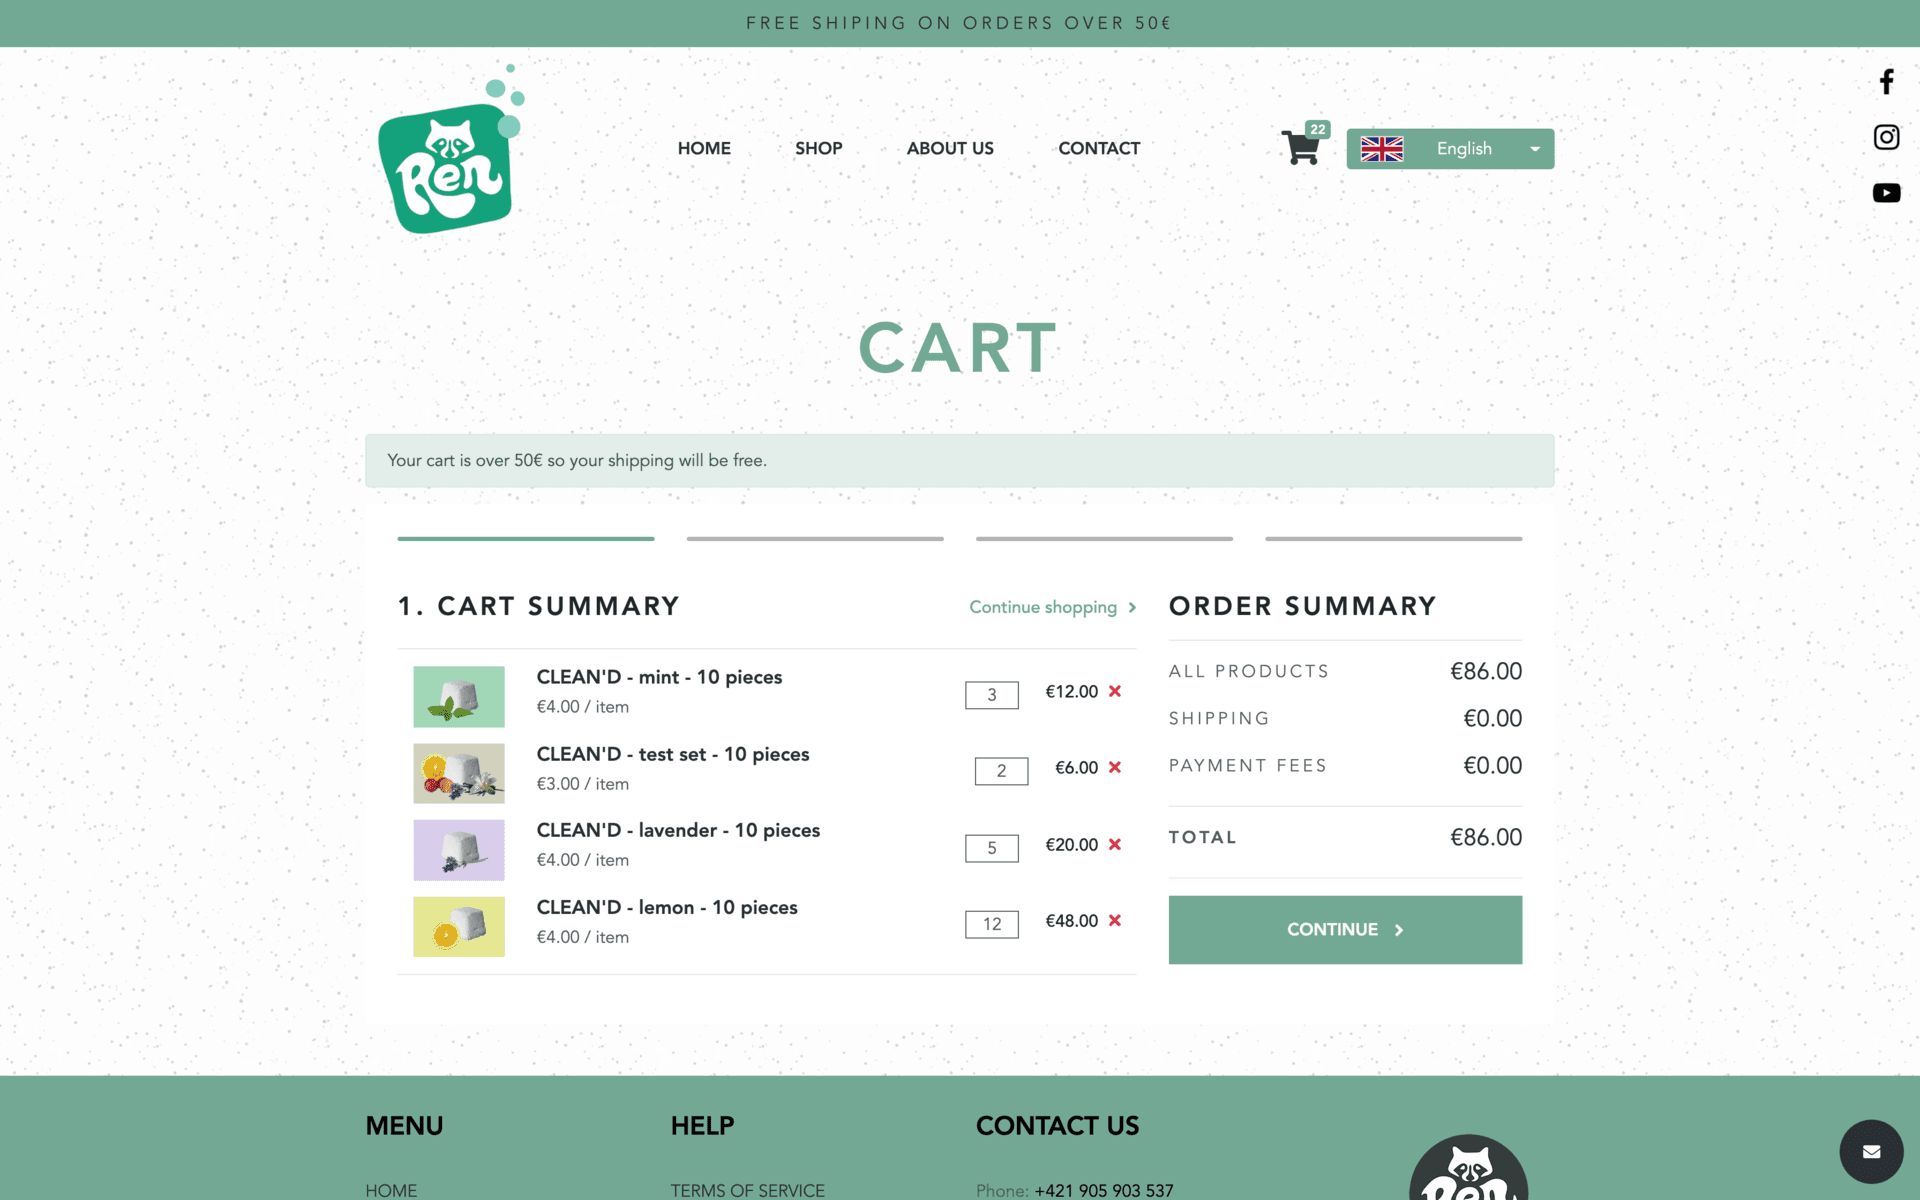 FREE SHIPING ON ORDERS OVER 50€
Ren
HOME
SHOP
ABOUT US
CONTACT
22
English
CART
Your cart is over 50€ so your shipping will be free.
1. CART SUMMARY
Continue shopping
CLEAN'D - mint - 10 pieces
€4.00 / item
3
€12.00
CLEAN'D - test set - 10 pieces
€3.00 / item
2
€6.00
CLEAN'D - lavender - 10 pieces
€4.00 / item
5
€20.00
CLEAN'D - lemon - 10 pieces
€4.00 / item
12
€48.00
ORDER SUMMARY
ALL PRODUCTS €86.00
SHIPPING €0.00
PAYMENT FEES €0.00
TOTAL €86.00
CONTINUE
MENU
HOME
HELP
TERMS OF SERVICE
CONTACT US
Phone: +421 905 903 537
Ren